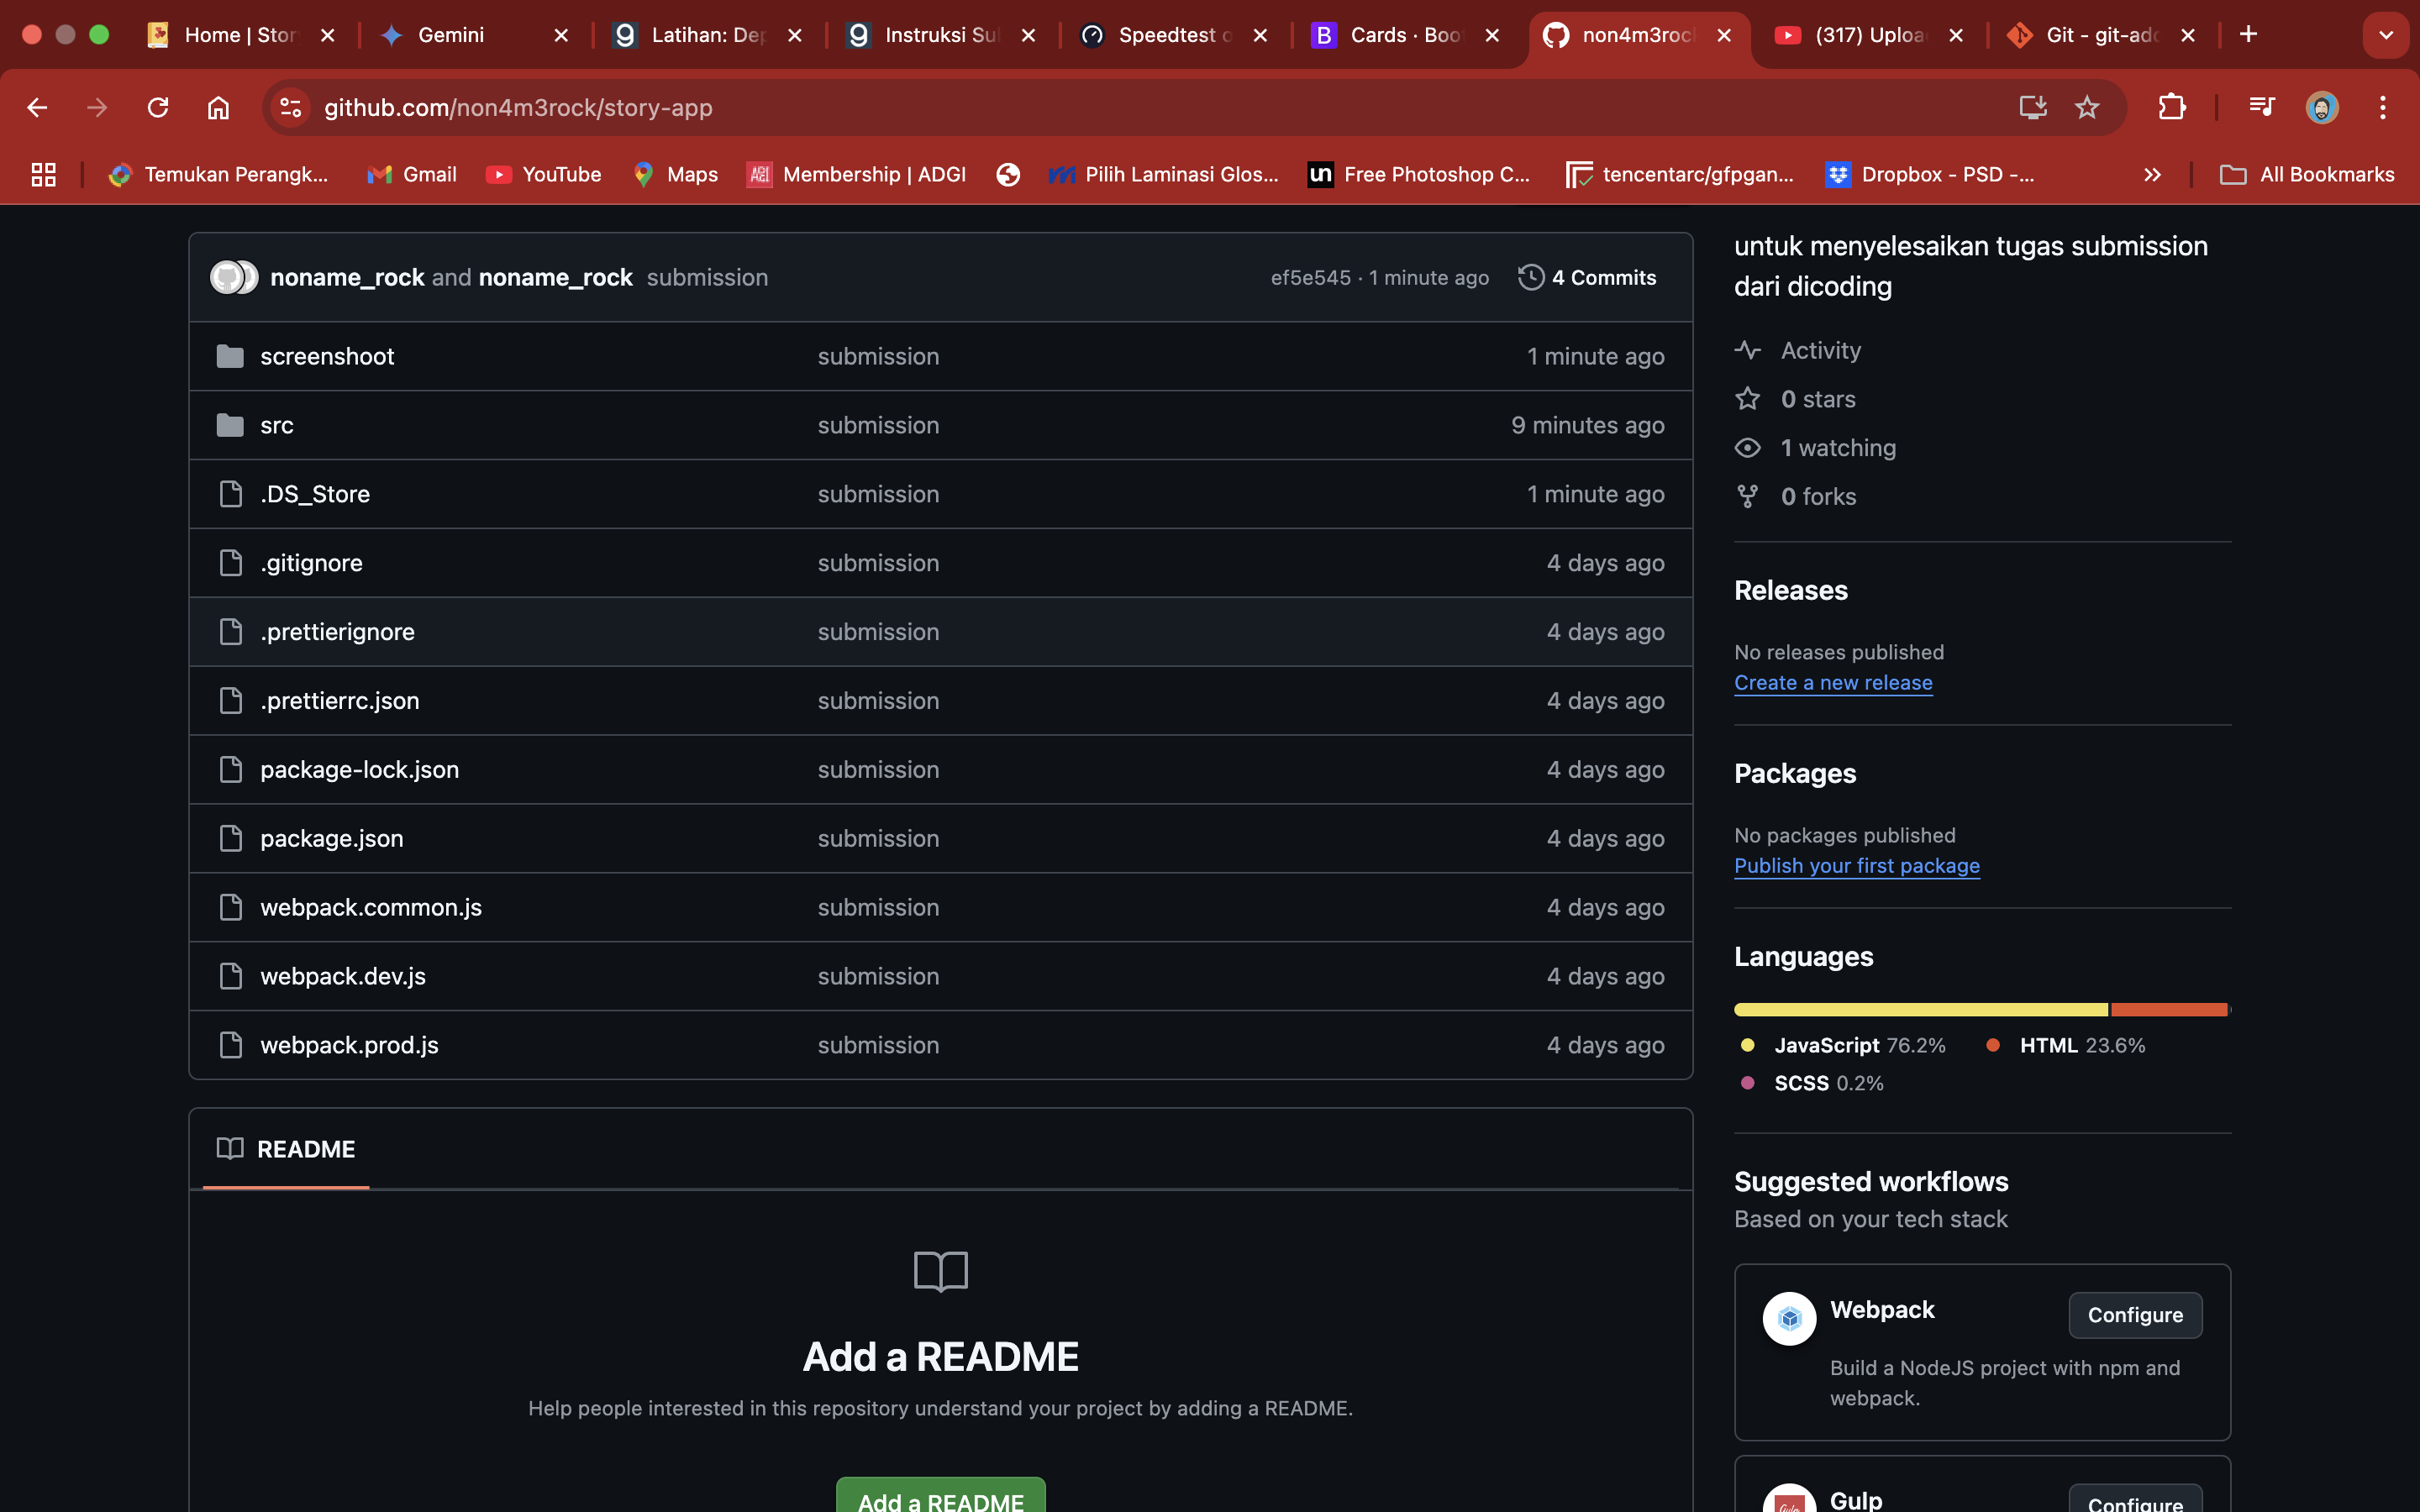 Home | Stor
Gemini
Latihan: Dep
Instruksi Sul
Speedtest o
Cards · Boo
non4m3roc
(317) Uploa
Git - git-add
github.com/non4m3rock/story-app
Temukan Perangk...
Gmail
YouTube
Maps
Membership | ADGI
Pilih Laminasi Glos...
un
Free Photoshop C...
tencentarc/gfpgan...
Dropbox - PSD -...
All Bookmarks
noname_rock and noname_rock submission
ef5e545 · 1 minute ago
4 Commits
screenshoot submission 1 minute ago
src submission 9 minutes ago
.DS_Store submission 1 minute ago
.gitignore submission 4 days ago
.prettierignore submission 4 days ago
.prettierrc.json submission 4 days ago
package-lock.json submission 4 days ago
package.json submission 4 days ago
webpack.common.js submission 4 days ago
webpack.dev.js submission 4 days ago
webpack.prod.js submission 4 days ago
README
Add a README
Help people interested in this repository understand your project by adding a README.
Add a README
untuk menyelesaikan tugas submission
dari dicoding
Activity
0 stars
1 watching
0 forks
Releases
No releases published
Create a new release
Packages
No packages published
Publish your first package
Languages
JavaScript 76.2%
HTML 23.6%
SCSS 0.2%
Suggested workflows
Based on your tech stack
Webpack
Configure
Build a NodeJS project with npm and
webpack.
Gulp
Configure